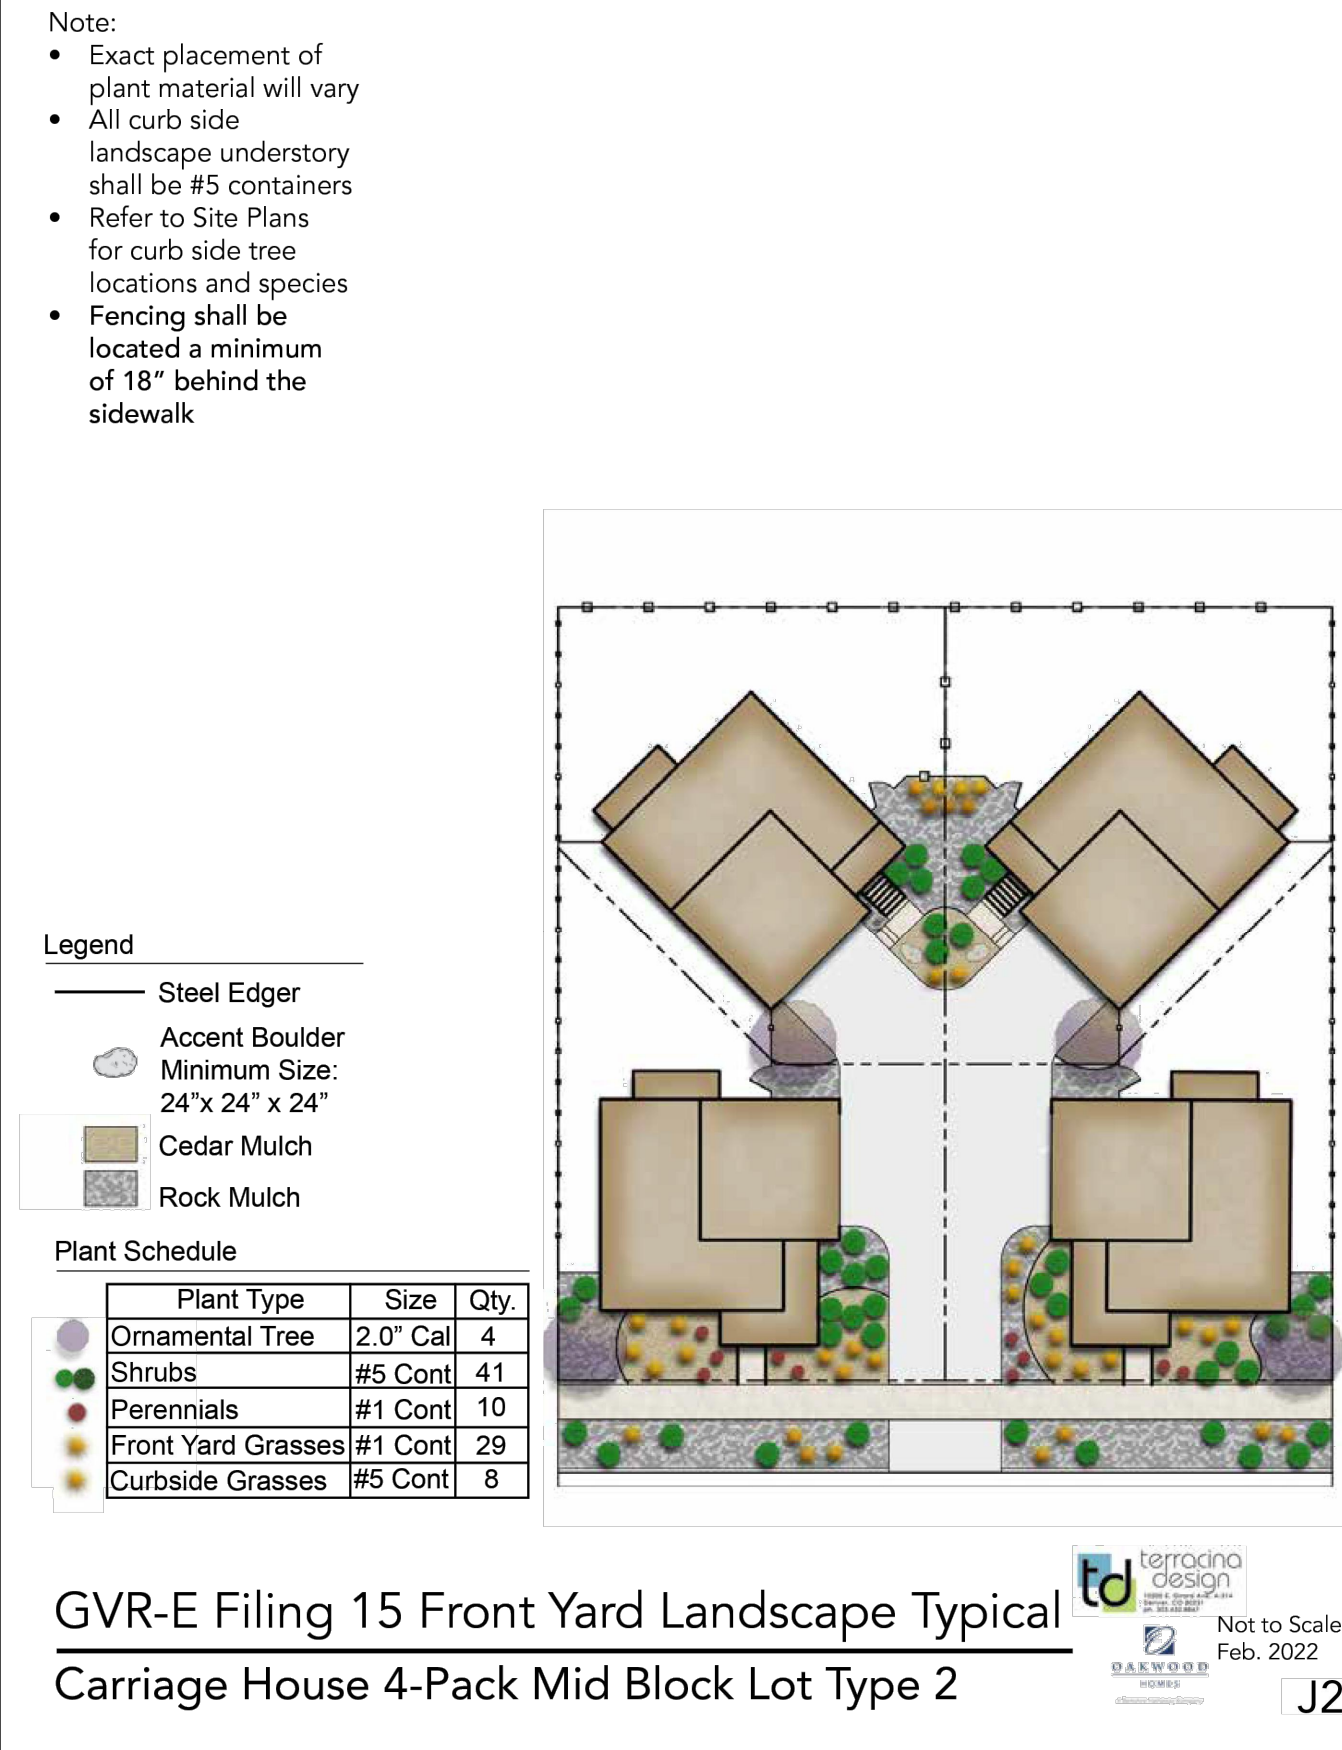 Note:
• Exact placement of
plant material will vary
• All curb side
landscape understory
shall be #5 containers
• Refer to Site Plans
for curb side tree
locations and species
• Fencing shall be
located a minimum
of 18” behind the
sidewalk
Legend
Steel Edger
Accent Boulder
Minimum Size:
24”x 24” x 24”
Cedar Mulch
Rock Mulch
Plant Schedule
Plant Type Size Qty.
Ornamental Tree 2.0” Cal 4
Shrubs #5 Cont 41
Perennials #1 Cont 10
Front Yard Grasses #1 Cont 29
Curbside Grasses #5 Cont 8
GVR-E Filing 15 Front Yard Landscape Typical
Carriage House 4-Pack Mid Block Lot Type 2
td terracina
design
OAKWOOD
HOMES
Not to Scale
Feb. 2022
J2